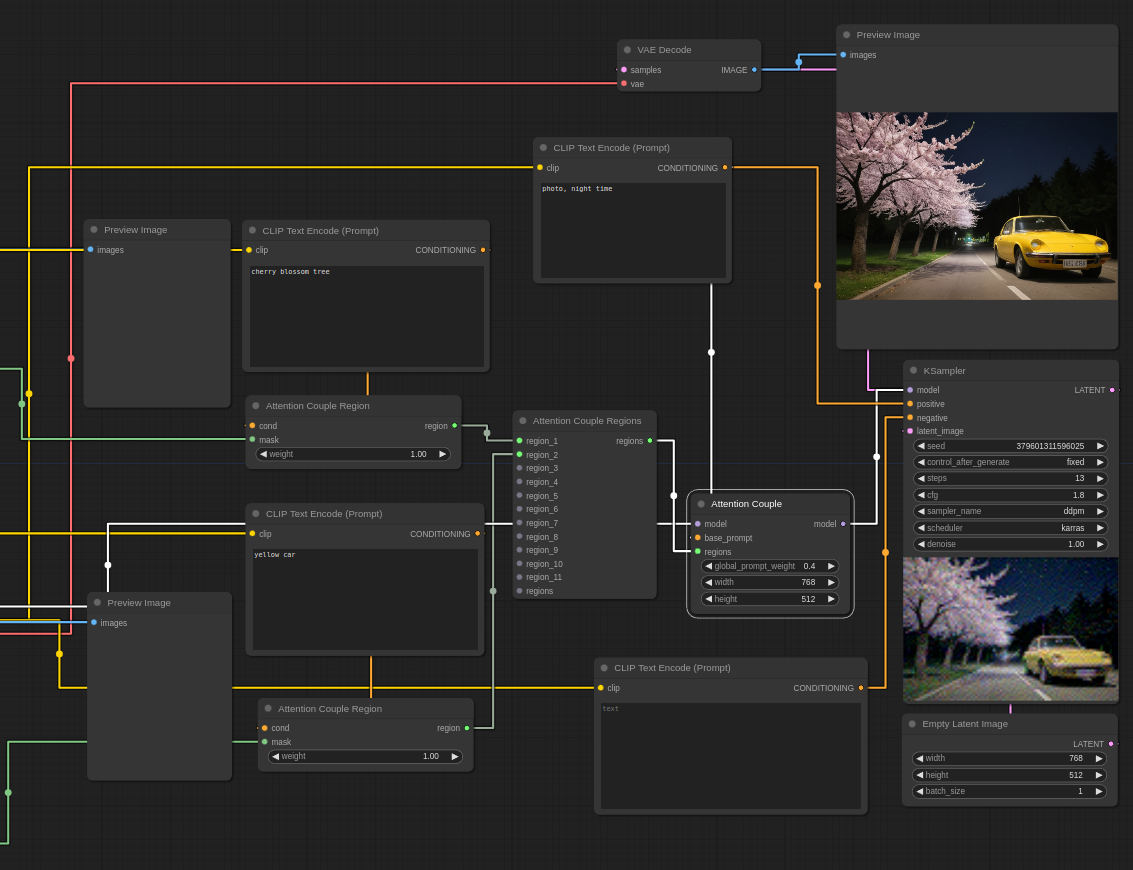 VAE Decode
samples IMAGE
vae
Preview Image
images
CLIP Text Encode (Prompt)
clip CONDITIONING
photo, night time
Preview Image
images
CLIP Text Encode (Prompt)
clip CONDITIONING
cherry blossom tree
Attention Couple Region
cond region
mask
weight 1.00
Attention Couple Regions
region_1 regions
region_2
region_3
region_4
region_5
region_6
region_7
region_8
region_9
region_10
region_11
regions
CLIP Text Encode (Prompt)
clip CONDITIONING
yellow car
Attention Couple
model model
base_prompt
regions
global_prompt_weight 0.4
width 768
height 512
KSampler
model LATENT
positive
negative
latent_image
seed 379601311596025
control_after_generate fixed
steps 13
cfg 1.8
sampler_name ddpm
scheduler karras
denoise 1.00
Preview Image
images
Attention Couple Region
cond region
mask
weight 1.00
CLIP Text Encode (Prompt)
clip CONDITIONING
text
Empty Latent Image
LATENT
width 768
height 512
batch_size 1